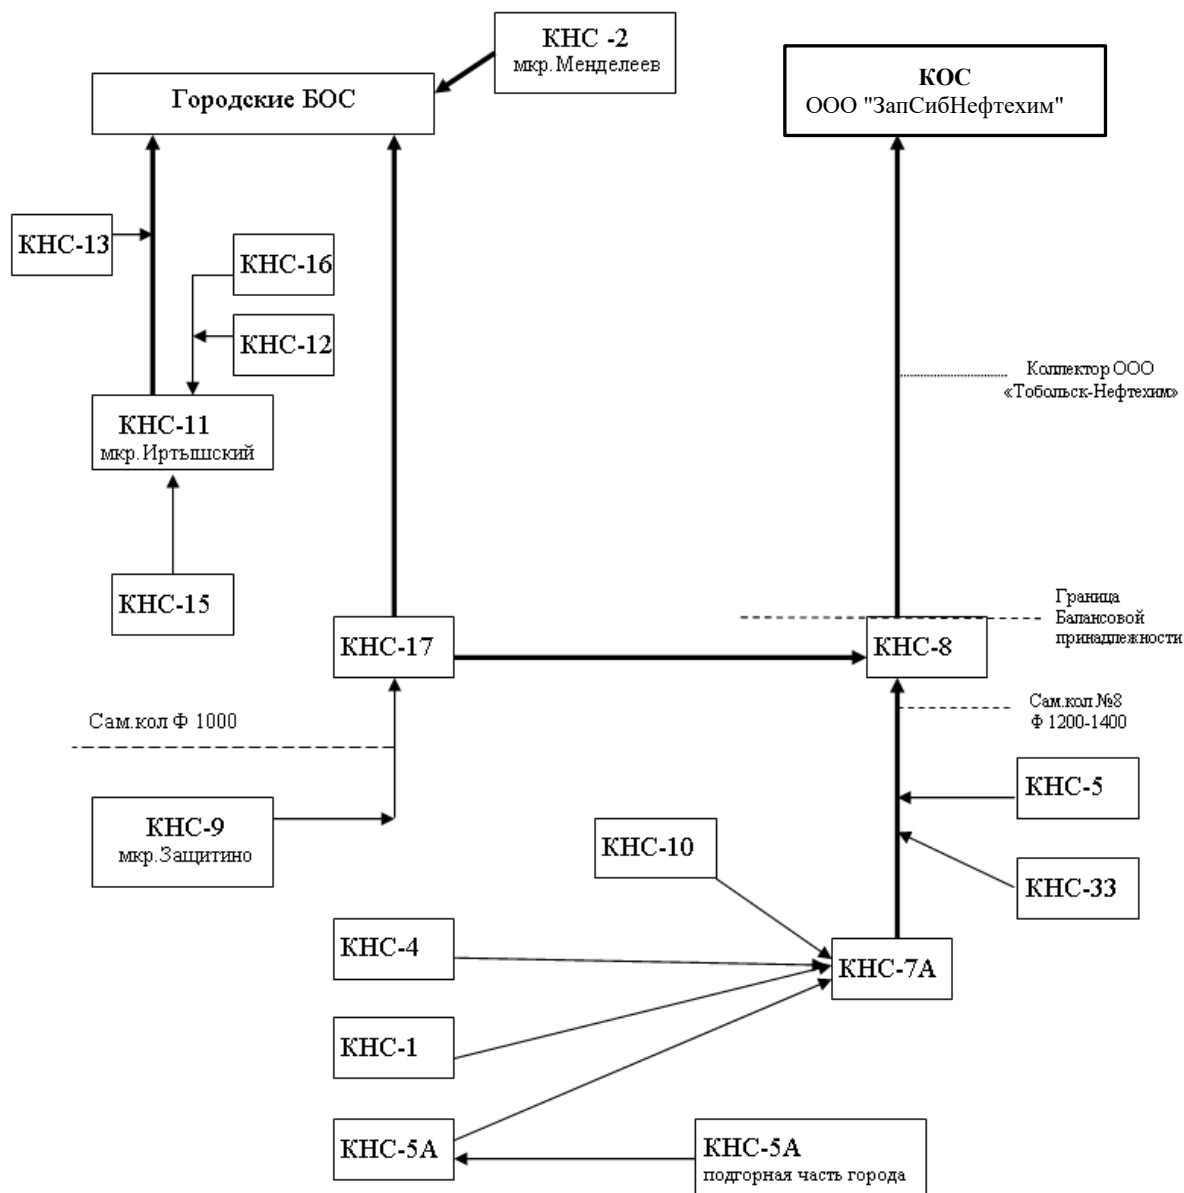 КНС -2
мкр. Менделеев
Городские БОС
КОС
ООО "ЗапСибНефтехим"
КНС-13
КНС-16
КНС-12
Коллектор ООО
«Тобольск-Нефтехим»
КНС-11
мкр. Иртышский
КНС-15
Граница
Балансовой
принадлежности
КНС-17
КНС-8
Сам.кол Ф 1000
Сам.кол №8
Ф 1200-1400
КНС-5
КНС-9
мкр. Защитино
КНС-10
КНС-33
КНС-4
КНС-7А
КНС-1
КНС-5А
КНС-5А
подгорная часть города